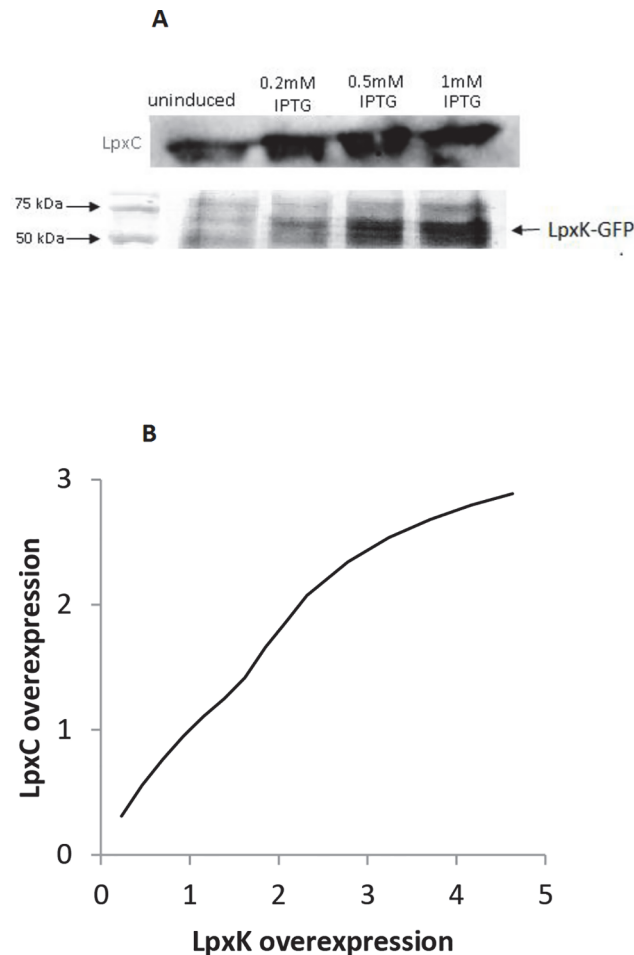 A
uninduced
0.2mM IPTG
0.5mM IPTG
1mM IPTG
LpxC
75 kDa
50 kDa
LpxK-GFP
B
3
2
1
0
LpxC overexpression
0 1 2 3 4 5
LpxK overexpression